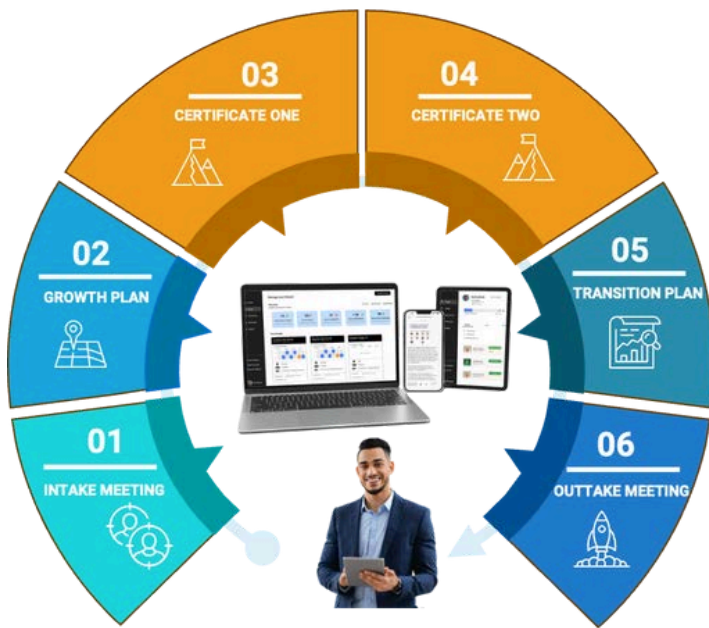 03
CERTIFICATE ONE
04
CERTIFICATE TWO
02
GROWTH PLAN
05
TRANSITION PLAN
01
INTAKE MEETING
06
OUTTAKE MEETING